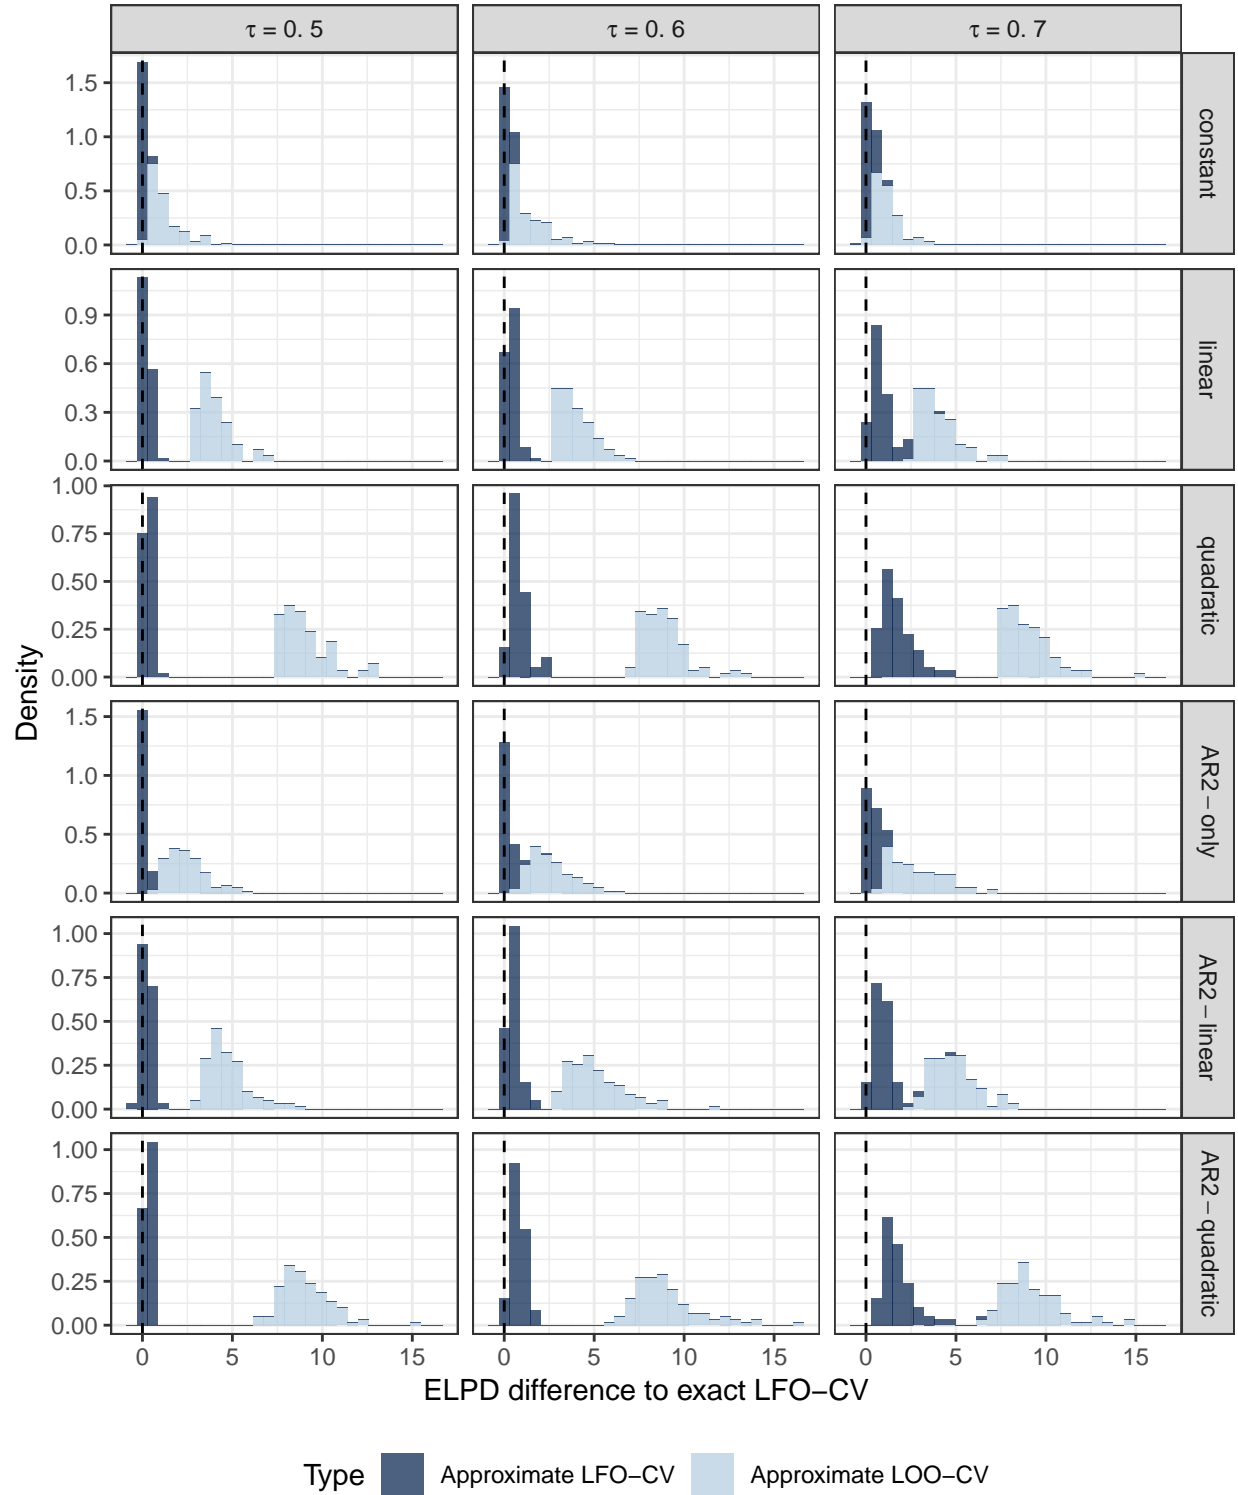 τ = 0. 5
τ = 0. 6
τ = 0. 7
1.5
1.0
0.5
0.0
constant
0.9
0.6
0.3
0.0
linear
1.00
0.75
0.50
0.25
0.00
quadratic
Density
1.5
1.0
0.5
0.0
AR2 – only
1.00
0.75
0.50
0.25
0.00
AR2 – linear
1.00
0.75
0.50
0.25
0.00
AR2 – quadratic
0 5 10 15
0 5 10 15
0 5 10 15
ELPD difference to exact LFO−CV
Type Approximate LFO−CV Approximate LOO−CV